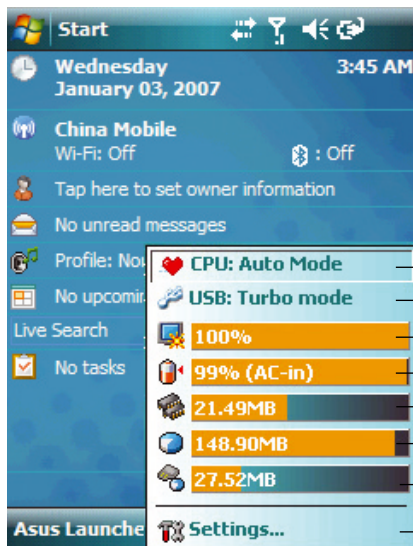 Start
Wednesday 3:45 AM
January 03, 2007
China Mobile
Wi-Fi: Off : Off
Tap here to set owner information
No unread messages
Profile:
CPU: Auto Mode
No
USB: Turbo mode
Live Search
100%
No tasks
99% (AC-in)
21.49MB
148.90MB
27.52MB
Asus Launche
Settings...